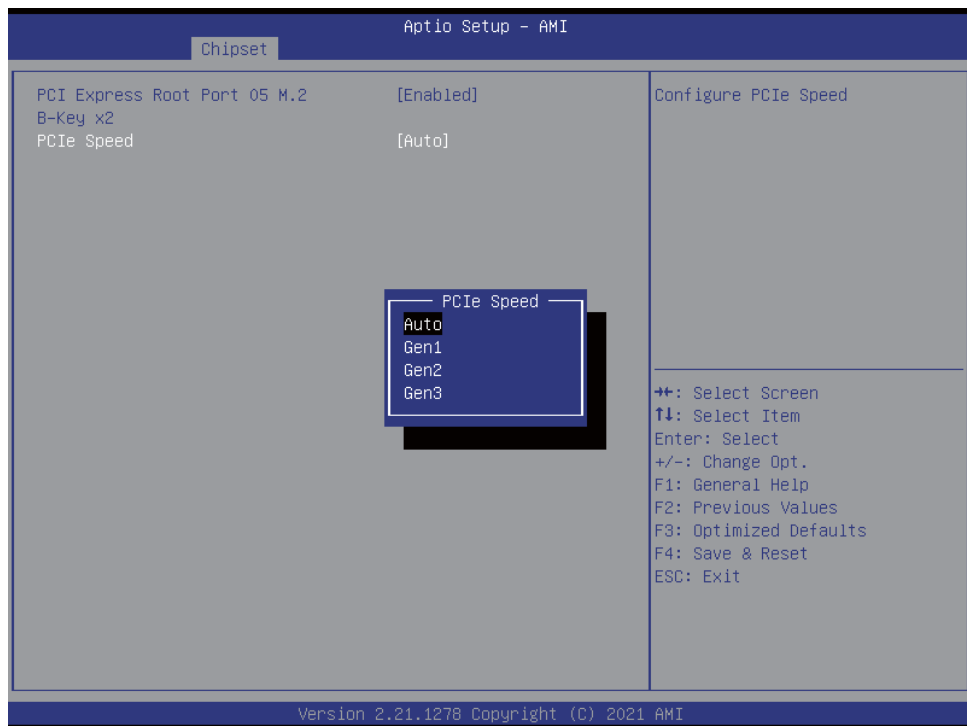 Aptio Setup – AMI
Chipset
PCI Express Root Port 05 M.2 [Enabled]
B-Key x2
PCIe Speed [Auto]
Configure PCIe Speed
PCIe Speed
Auto
Gen1
Gen2
Gen3
→←: Select Screen
↑↓: Select Item
Enter: Select
+/-: Change Opt.
F1: General Help
F2: Previous Values
F3: Optimized Defaults
F4: Save & Reset
ESC: Exit
Version 2.21.1278 Copyright (C) 2021 AMI